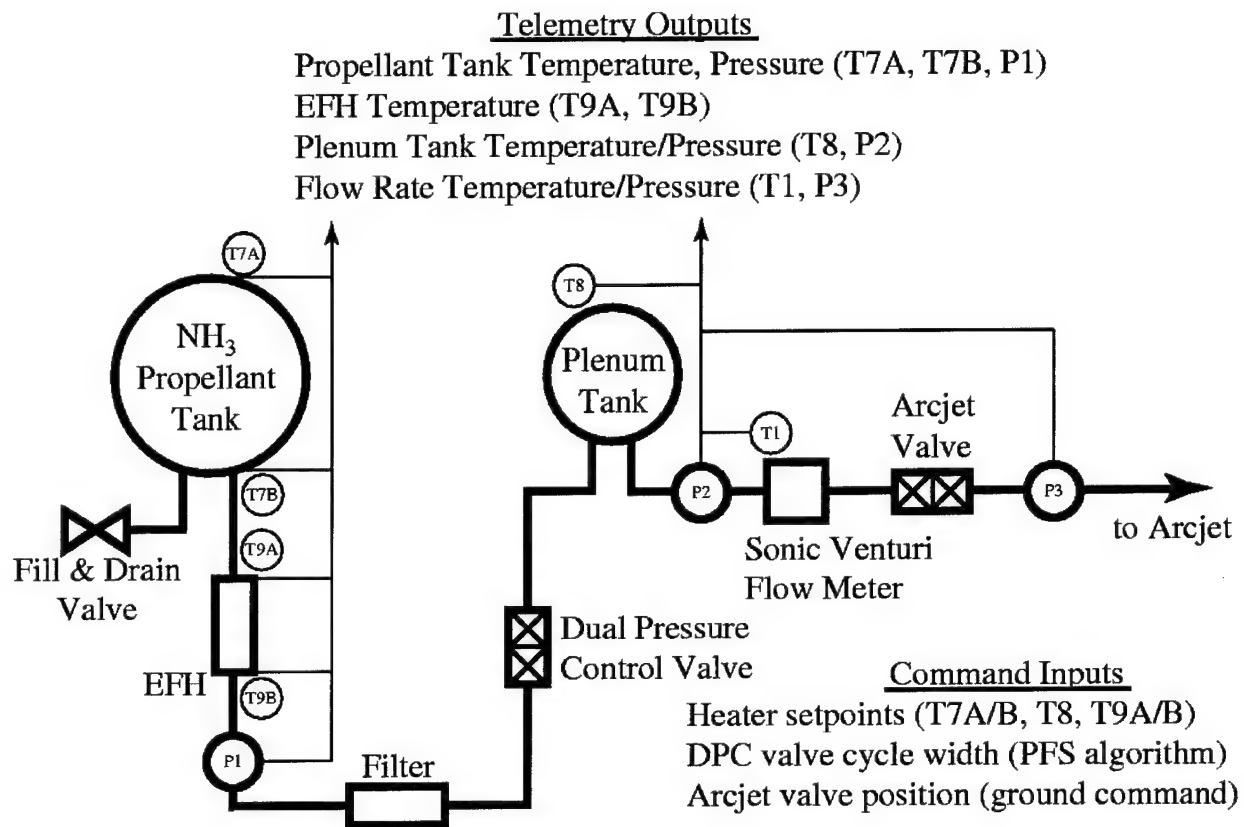 Telemetry Outputs
Propellant Tank Temperature, Pressure (T7A, T7B, P1)
EFH Temperature (T9A, T9B)
Plenum Tank Temperature/Pressure (T8, P2)
Flow Rate Temperature/Pressure (T1, P3)
T7A
NH₃
Propellant
Tank
T7B
T9A
Fill & Drain
Valve
EFH
T9B
P1
Filter
T8
Plenum
Tank
T1
Arcjet
Valve
P2
P3
to Arcjet
Sonic Venturi
Flow Meter
Dual Pressure
Control Valve
Command Inputs
Heater setpoints (T7A/B, T8, T9A/B)
DPC valve cycle width (PFS algorithm)
Arcjet valve position (ground command)